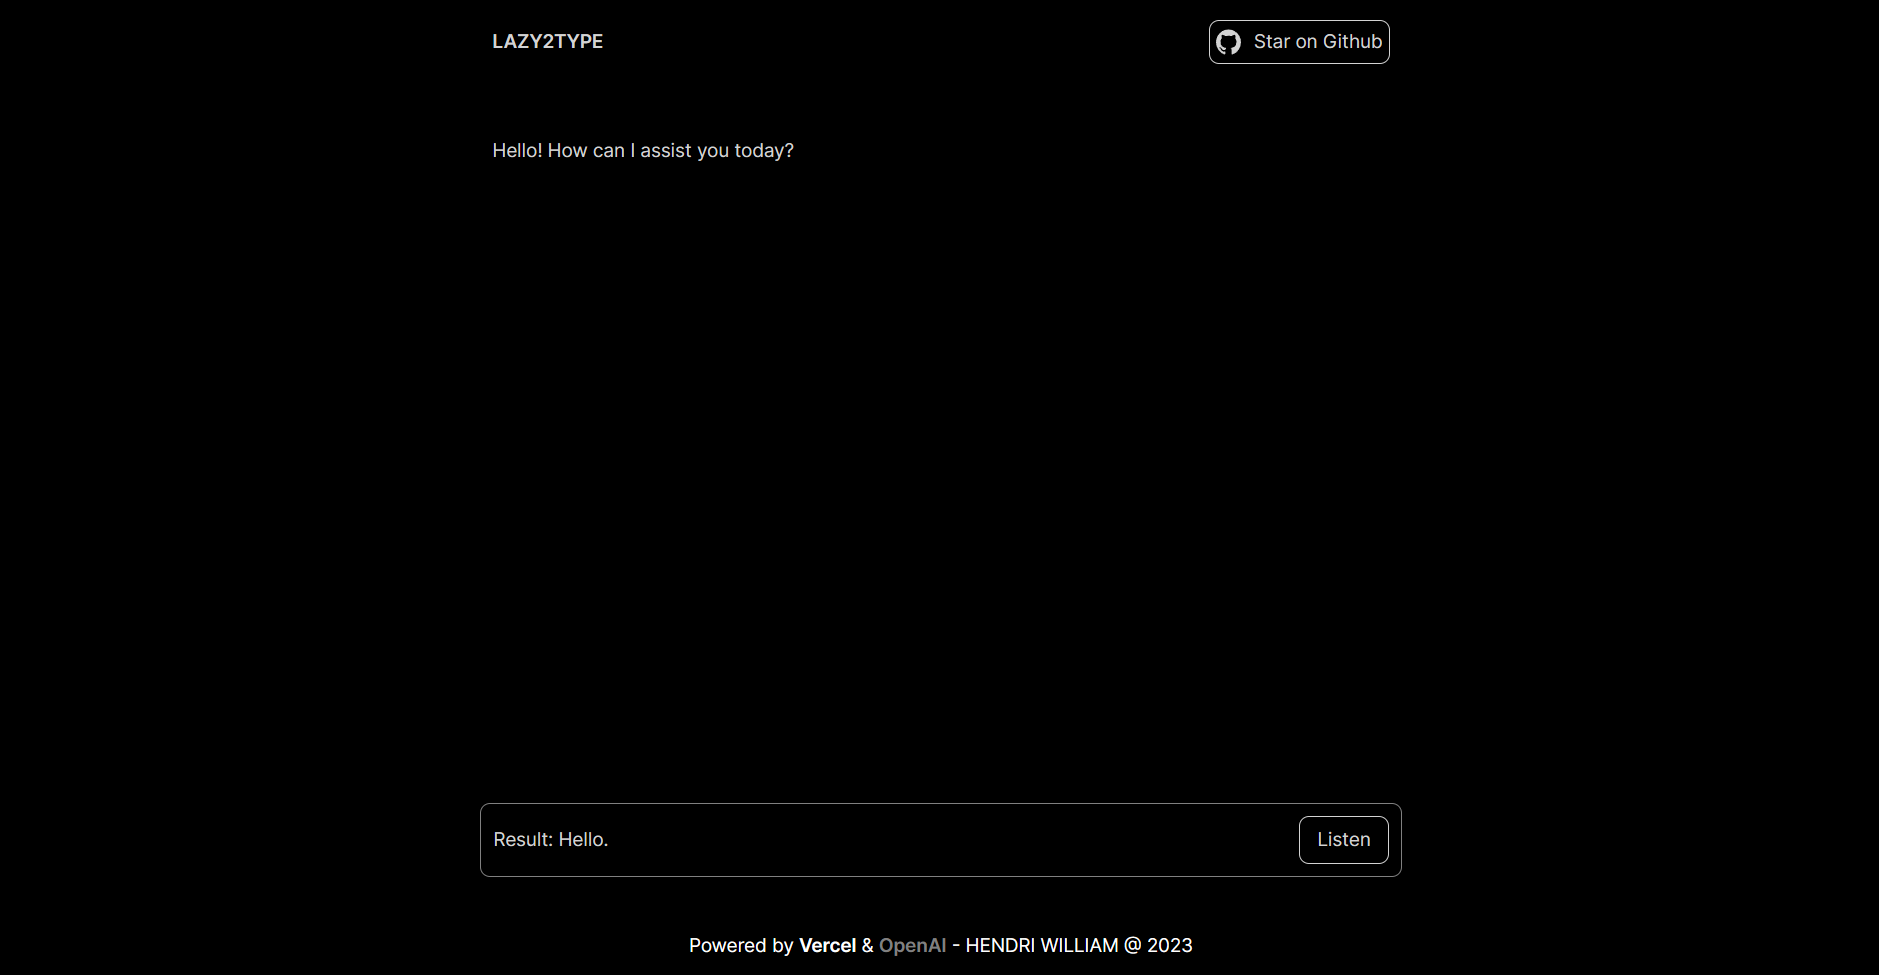 LAZY2TYPE
Star on Github
Hello! How can I assist you today?
Result: Hello.
Listen
Powered by Vercel & OpenAI - HENDRI WILLIAM @ 2023